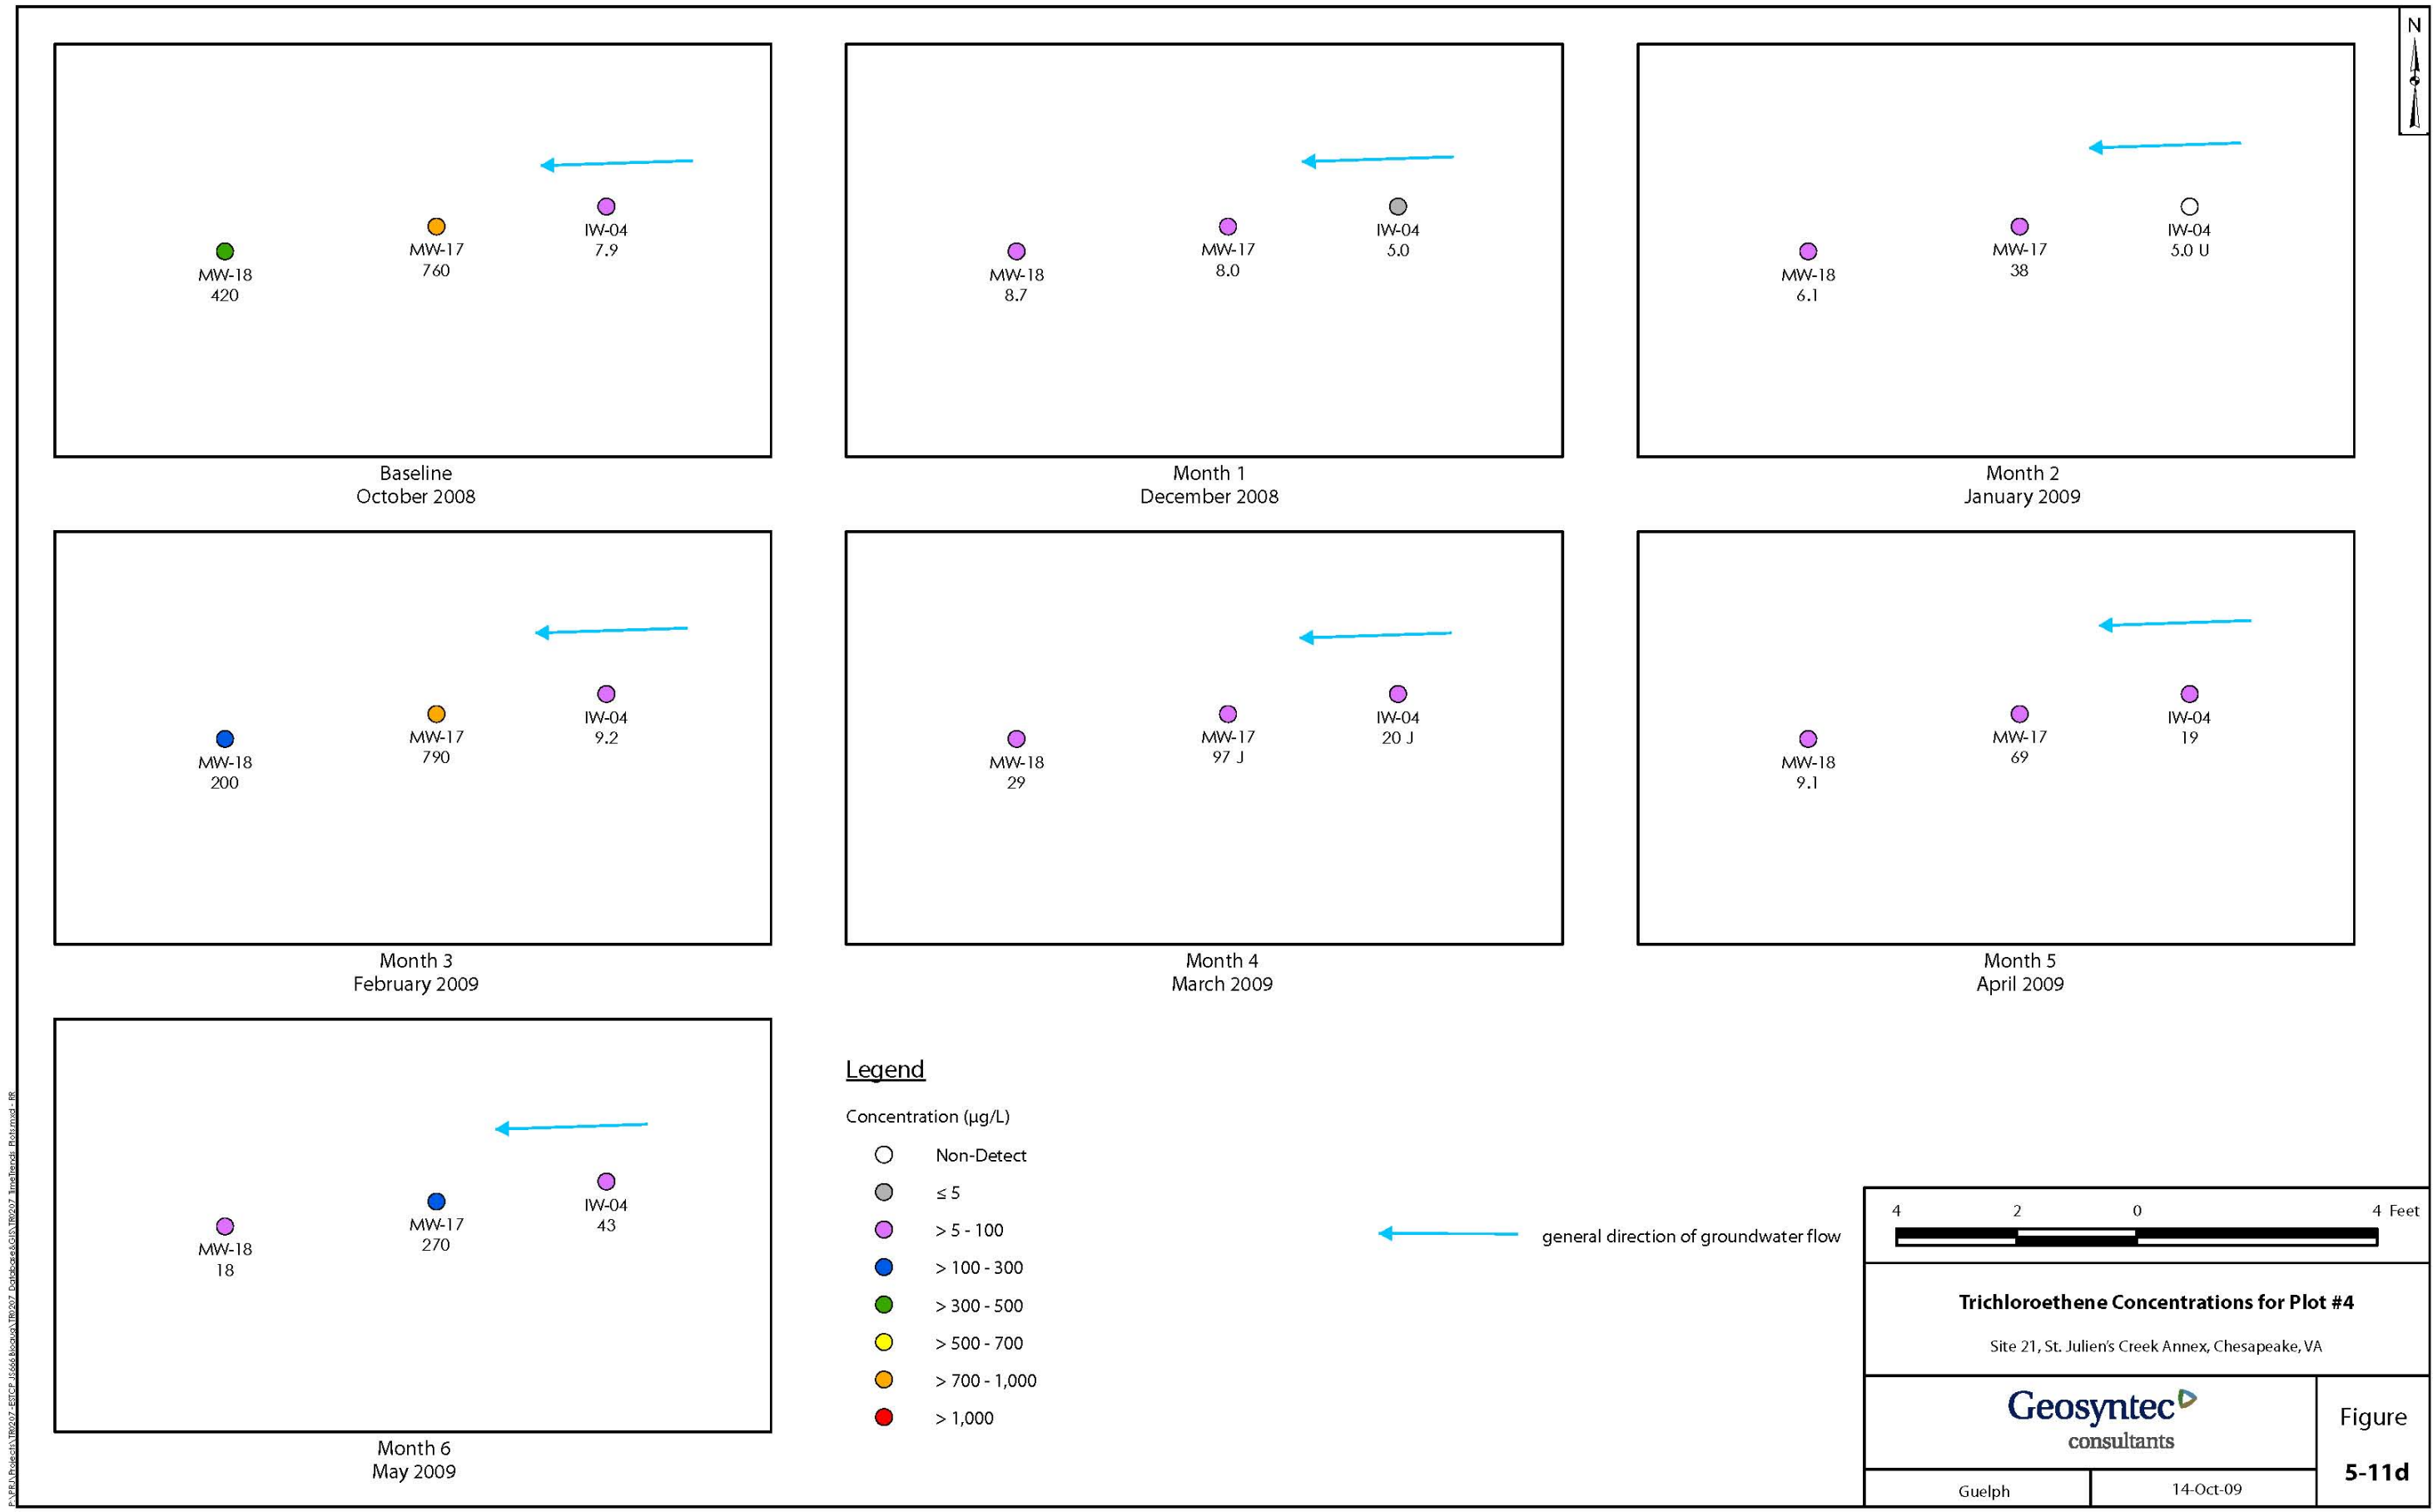 N
IW-04
7.9
MW-17
760
MW-18
420
Baseline
October 2008
IW-04
5.0
MW-17
8.0
MW-18
8.7
Month 1
December 2008
IW-04
5.0 U
MW-17
38
MW-18
6.1
Month 2
January 2009
IW-04
9.2
MW-17
790
MW-18
200
Month 3
February 2009
IW-04
20 J
MW-17
97 J
MW-18
29
Month 4
March 2009
IW-04
19
MW-17
69
MW-18
9.1
Month 5
April 2009
IW-04
43
MW-17
270
MW-18
18
Month 6
May 2009
Legend
Concentration (µg/L)
Non-Detect
≤ 5
> 5 - 100
> 100 - 300
> 300 - 500
> 500 - 700
> 700 - 1,000
> 1,000
general direction of groundwater flow
4 2 0 4 Feet
Trichloroethene Concentrations for Plot #4
Site 21, St. Julien's Creek Annex, Chesapeake, VA
Geosyntec
consultants
Figure
5-11d
Guelph
14-Oct-09